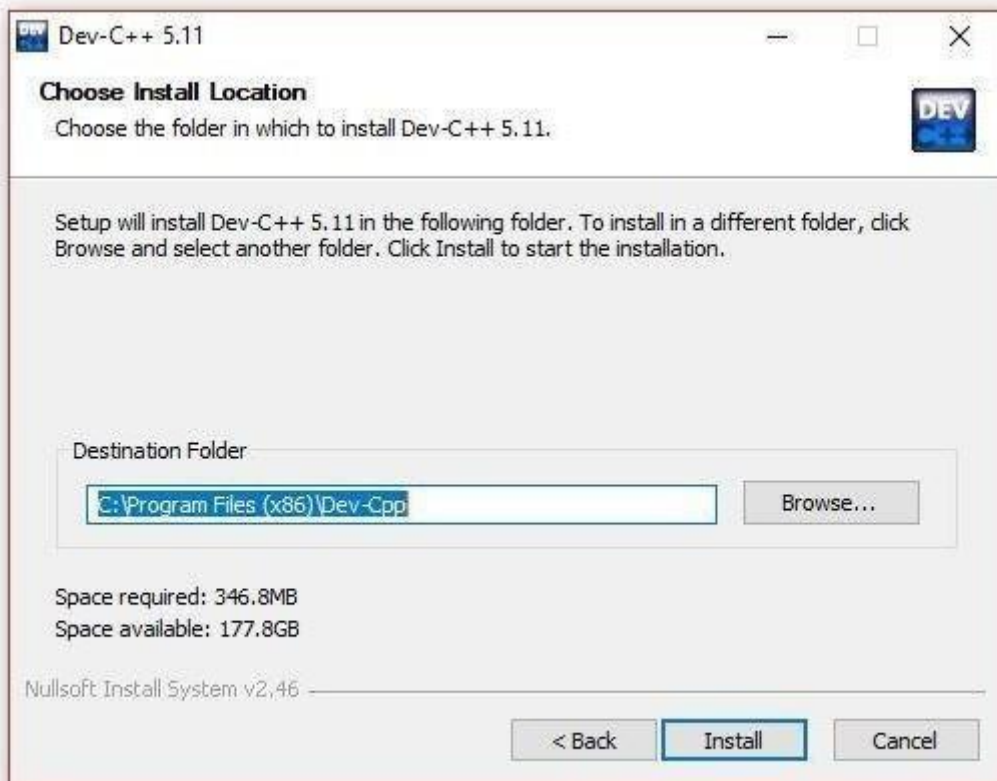 Dev-C++ 5.11
Choose Install Location
Choose the folder in which to install Dev-C++ 5.11.
DEV
C++
Setup will install Dev-C++ 5.11 in the following folder. To install in a different folder, click
Browse and select another folder. Click Install to start the installation.
Destination Folder
C:\Program Files (x86)\Dev-Cpp
Browse...
Space required: 346.8MB
Space available: 177.8GB
Nullsoft Install System v2.46
< Back
Install
Cancel